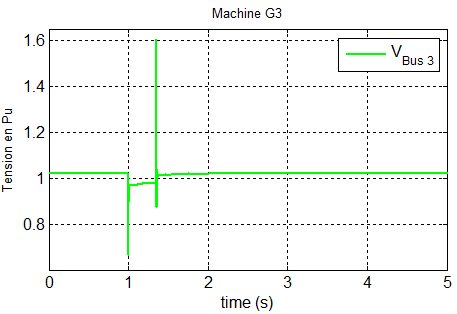 Machine G3
V Bus 3
Tension en Pu
1.6
1.4
1.2
1
0.8
0 1 2 3 4 5
time (s)